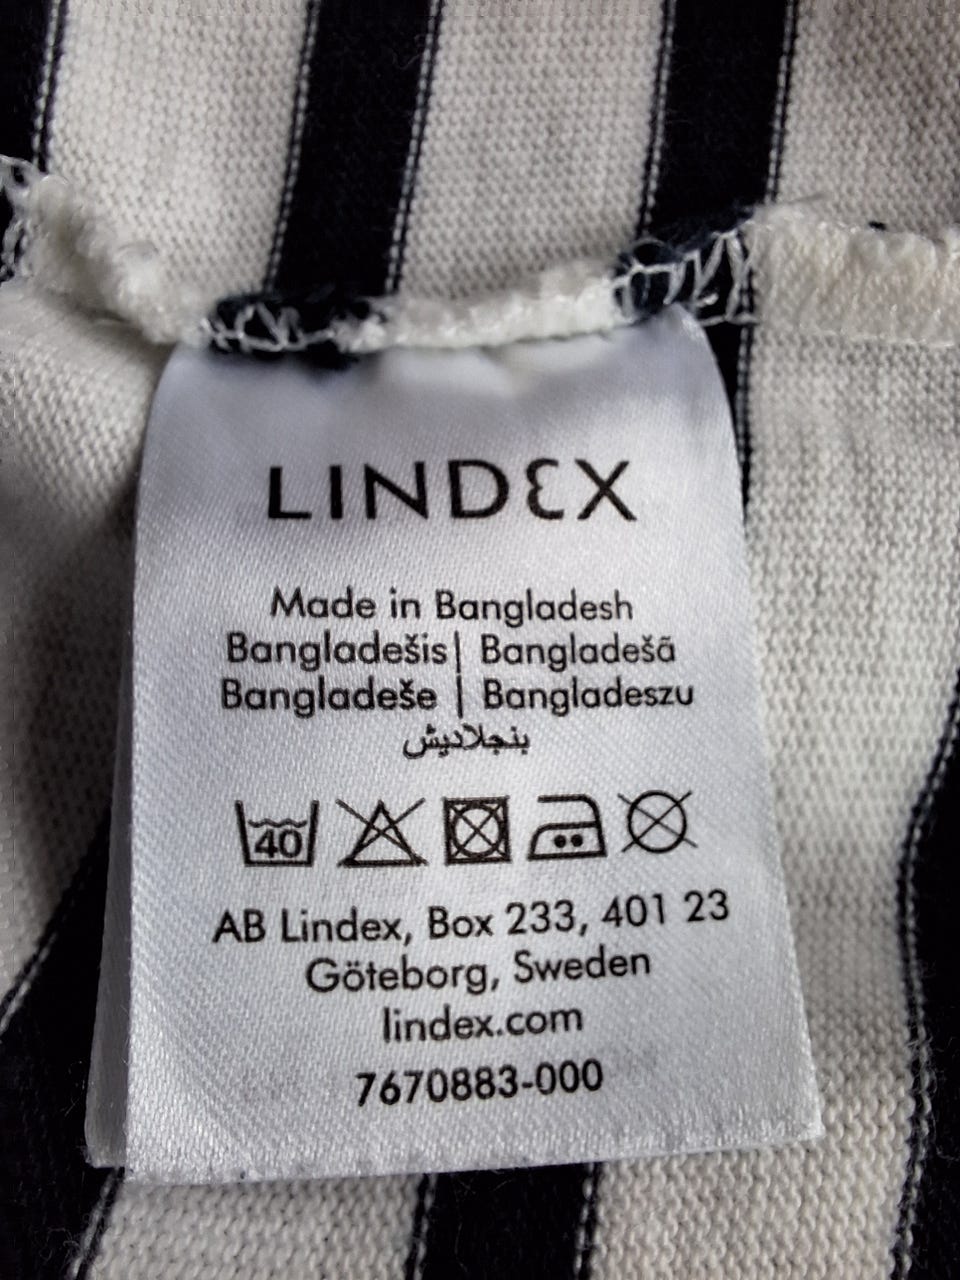 LINDEX
Made in Bangladesh
Bangladešis | Bangladešā
Bangladeše | Bangladeszu
بنجلاديش
40
AB Lindex, Box 233, 401 23
Göteborg, Sweden
lindex.com
7670883-000